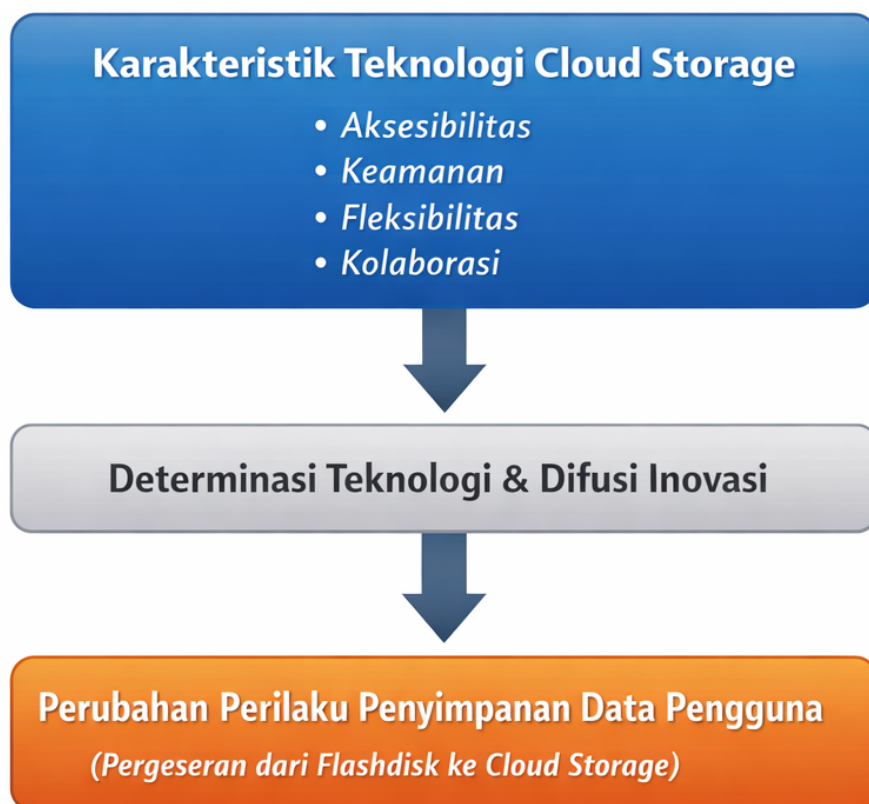 Karakteristik Teknologi Cloud Storage
• Aksesibilitas
• Keamanan
• Fleksibilitas
• Kolaborasi
Determinasi Teknologi & Difusi Inovasi
Perubahan Perilaku Penyimpanan Data Pengguna
(Pergeseran dari Flashdisk ke Cloud Storage)